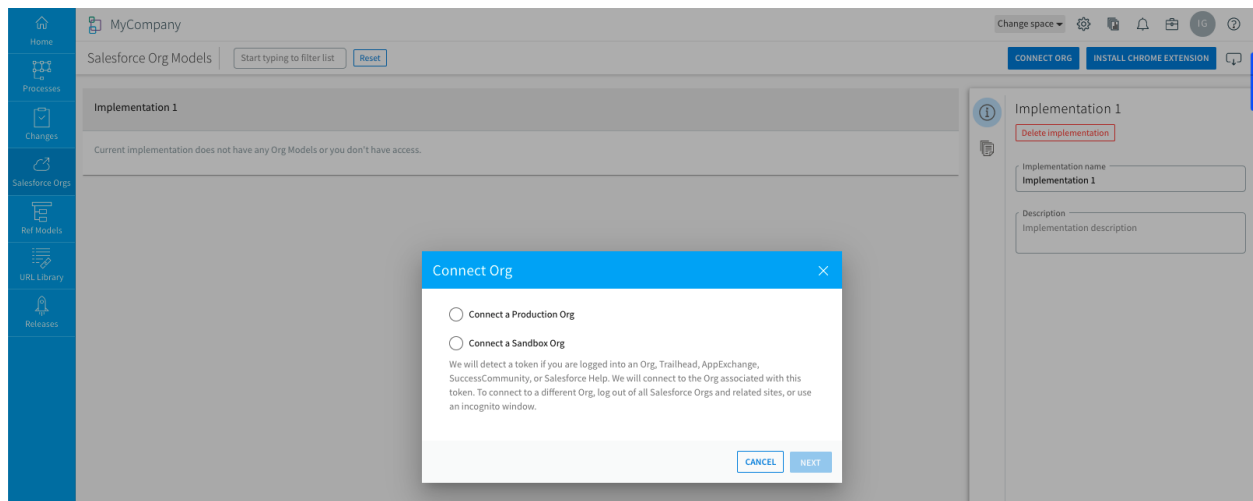 Home
Processes
Changes
Salesforce Orgs
Ref Models
URL Library
Releases
MyCompany
Change space
IG
Salesforce Org Models
Start typing to filter list
Reset
CONNECT ORG
INSTALL CHROME EXTENSION
Implementation 1
Current implementation does not have any Org Models or you don't have access.
Implementation 1
Delete implementation
Implementation name
Implementation 1
Description
Implementation description
Connect Org
Connect a Production Org
Connect a Sandbox Org
We will detect a token if you are logged into an Org, Trailhead, AppExchange,
SuccessCommunity, or Salesforce Help. We will connect to the Org associated with this
token. To connect to a different Org, log out of all Salesforce Orgs and related sites, or use
an incognito window.
CANCEL
NEXT